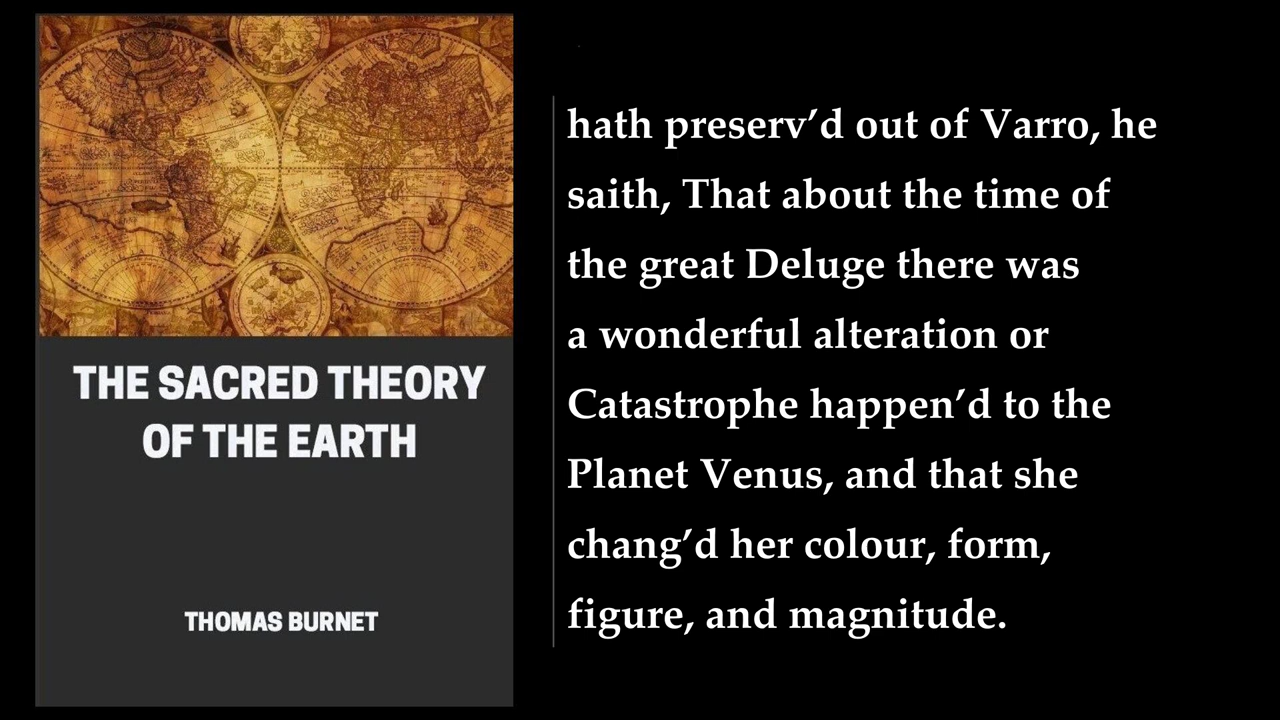 THE SACRED THEORY
OF THE EARTH
THOMAS BURNET
hath preserv’d out of Varro, he
saith, That about the time of
the great Deluge there was
a wonderful alteration or
Catastrophe happen’d to the
Planet Venus, and that she
chang’d her colour, form,
figure, and magnitude.